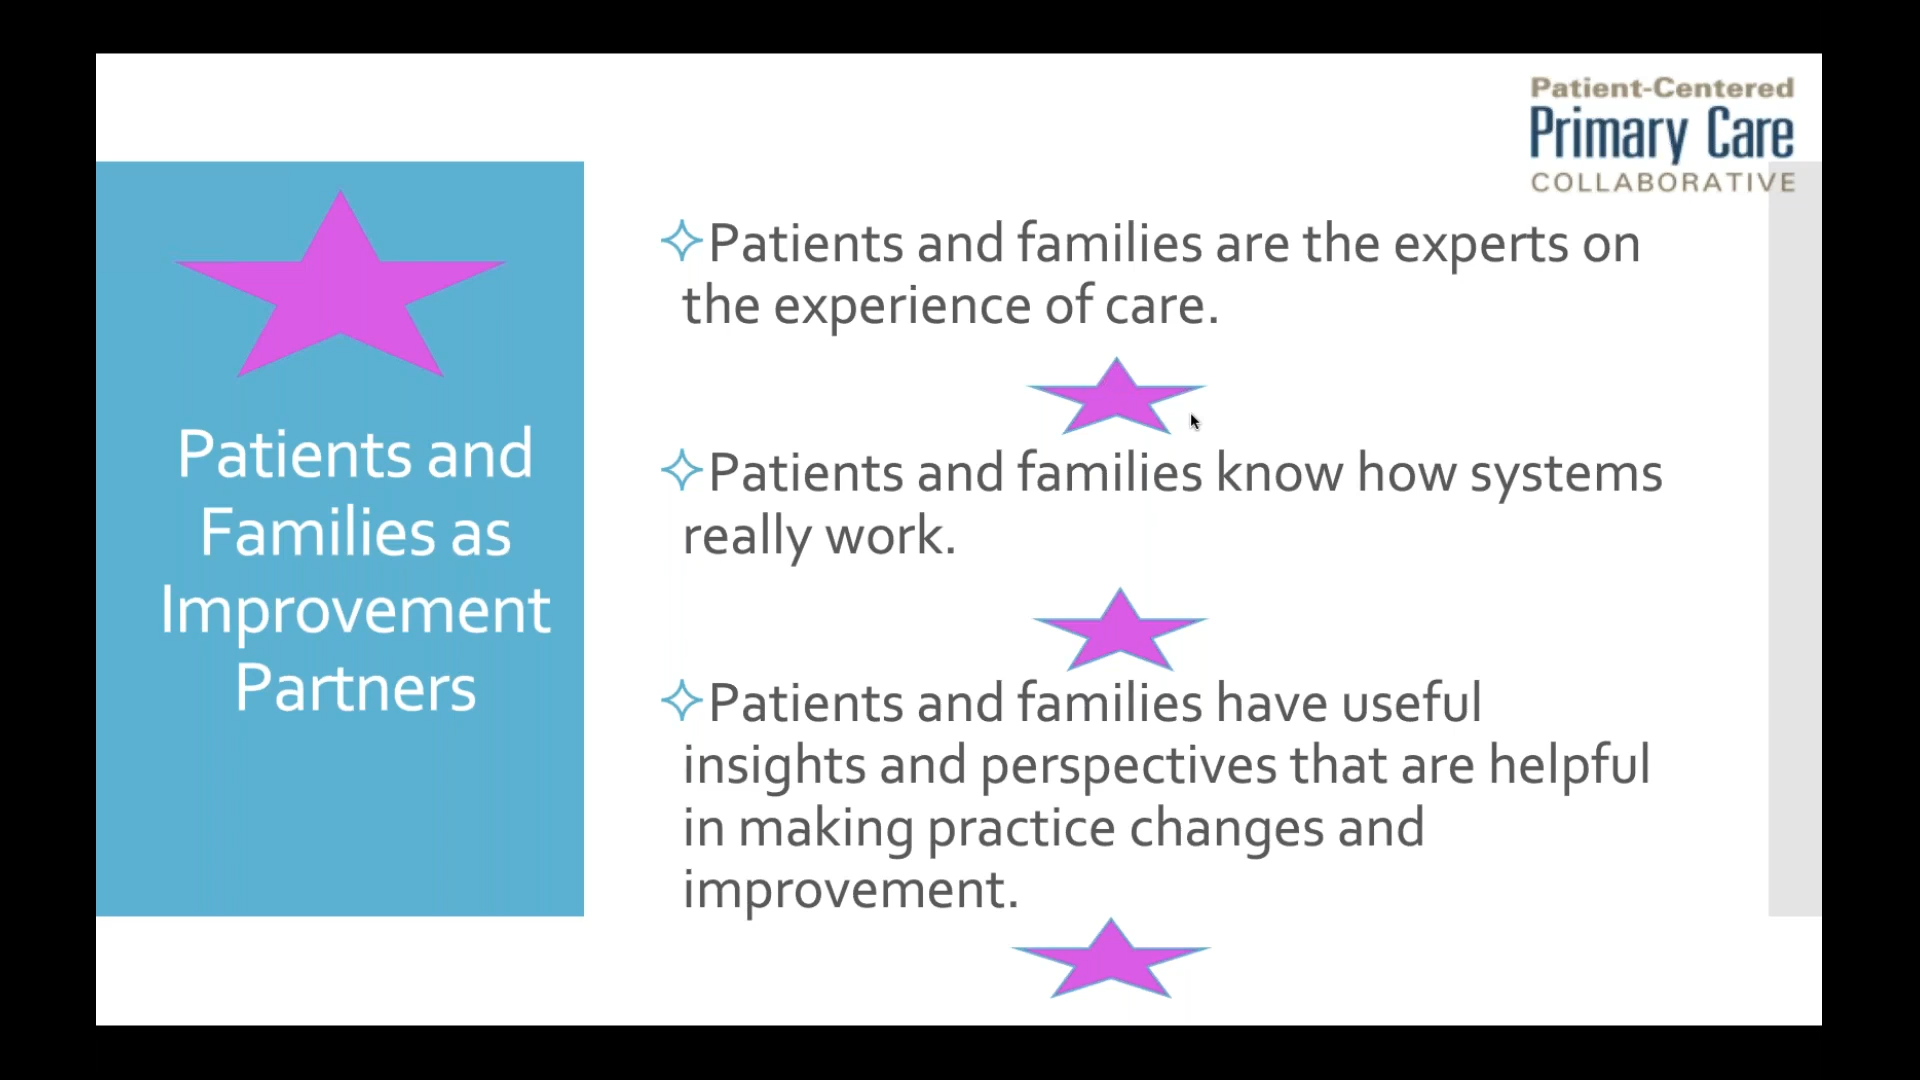 Patient-Centered
Primary Care
COLLABORATIVE
Patients and
Families as
Improvement
Partners
Patients and families are the experts on
the experience of care.
Patients and families know how systems
really work.
Patients and families have useful
insights and perspectives that are helpful
in making practice changes and
improvement.